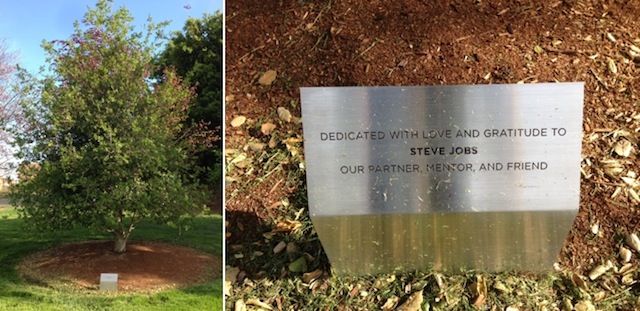 DEDICATED WITH LOVE AND GRATITUDE TO
STEVE JOBS
OUR PARTNER, MENTOR, AND FRIEND